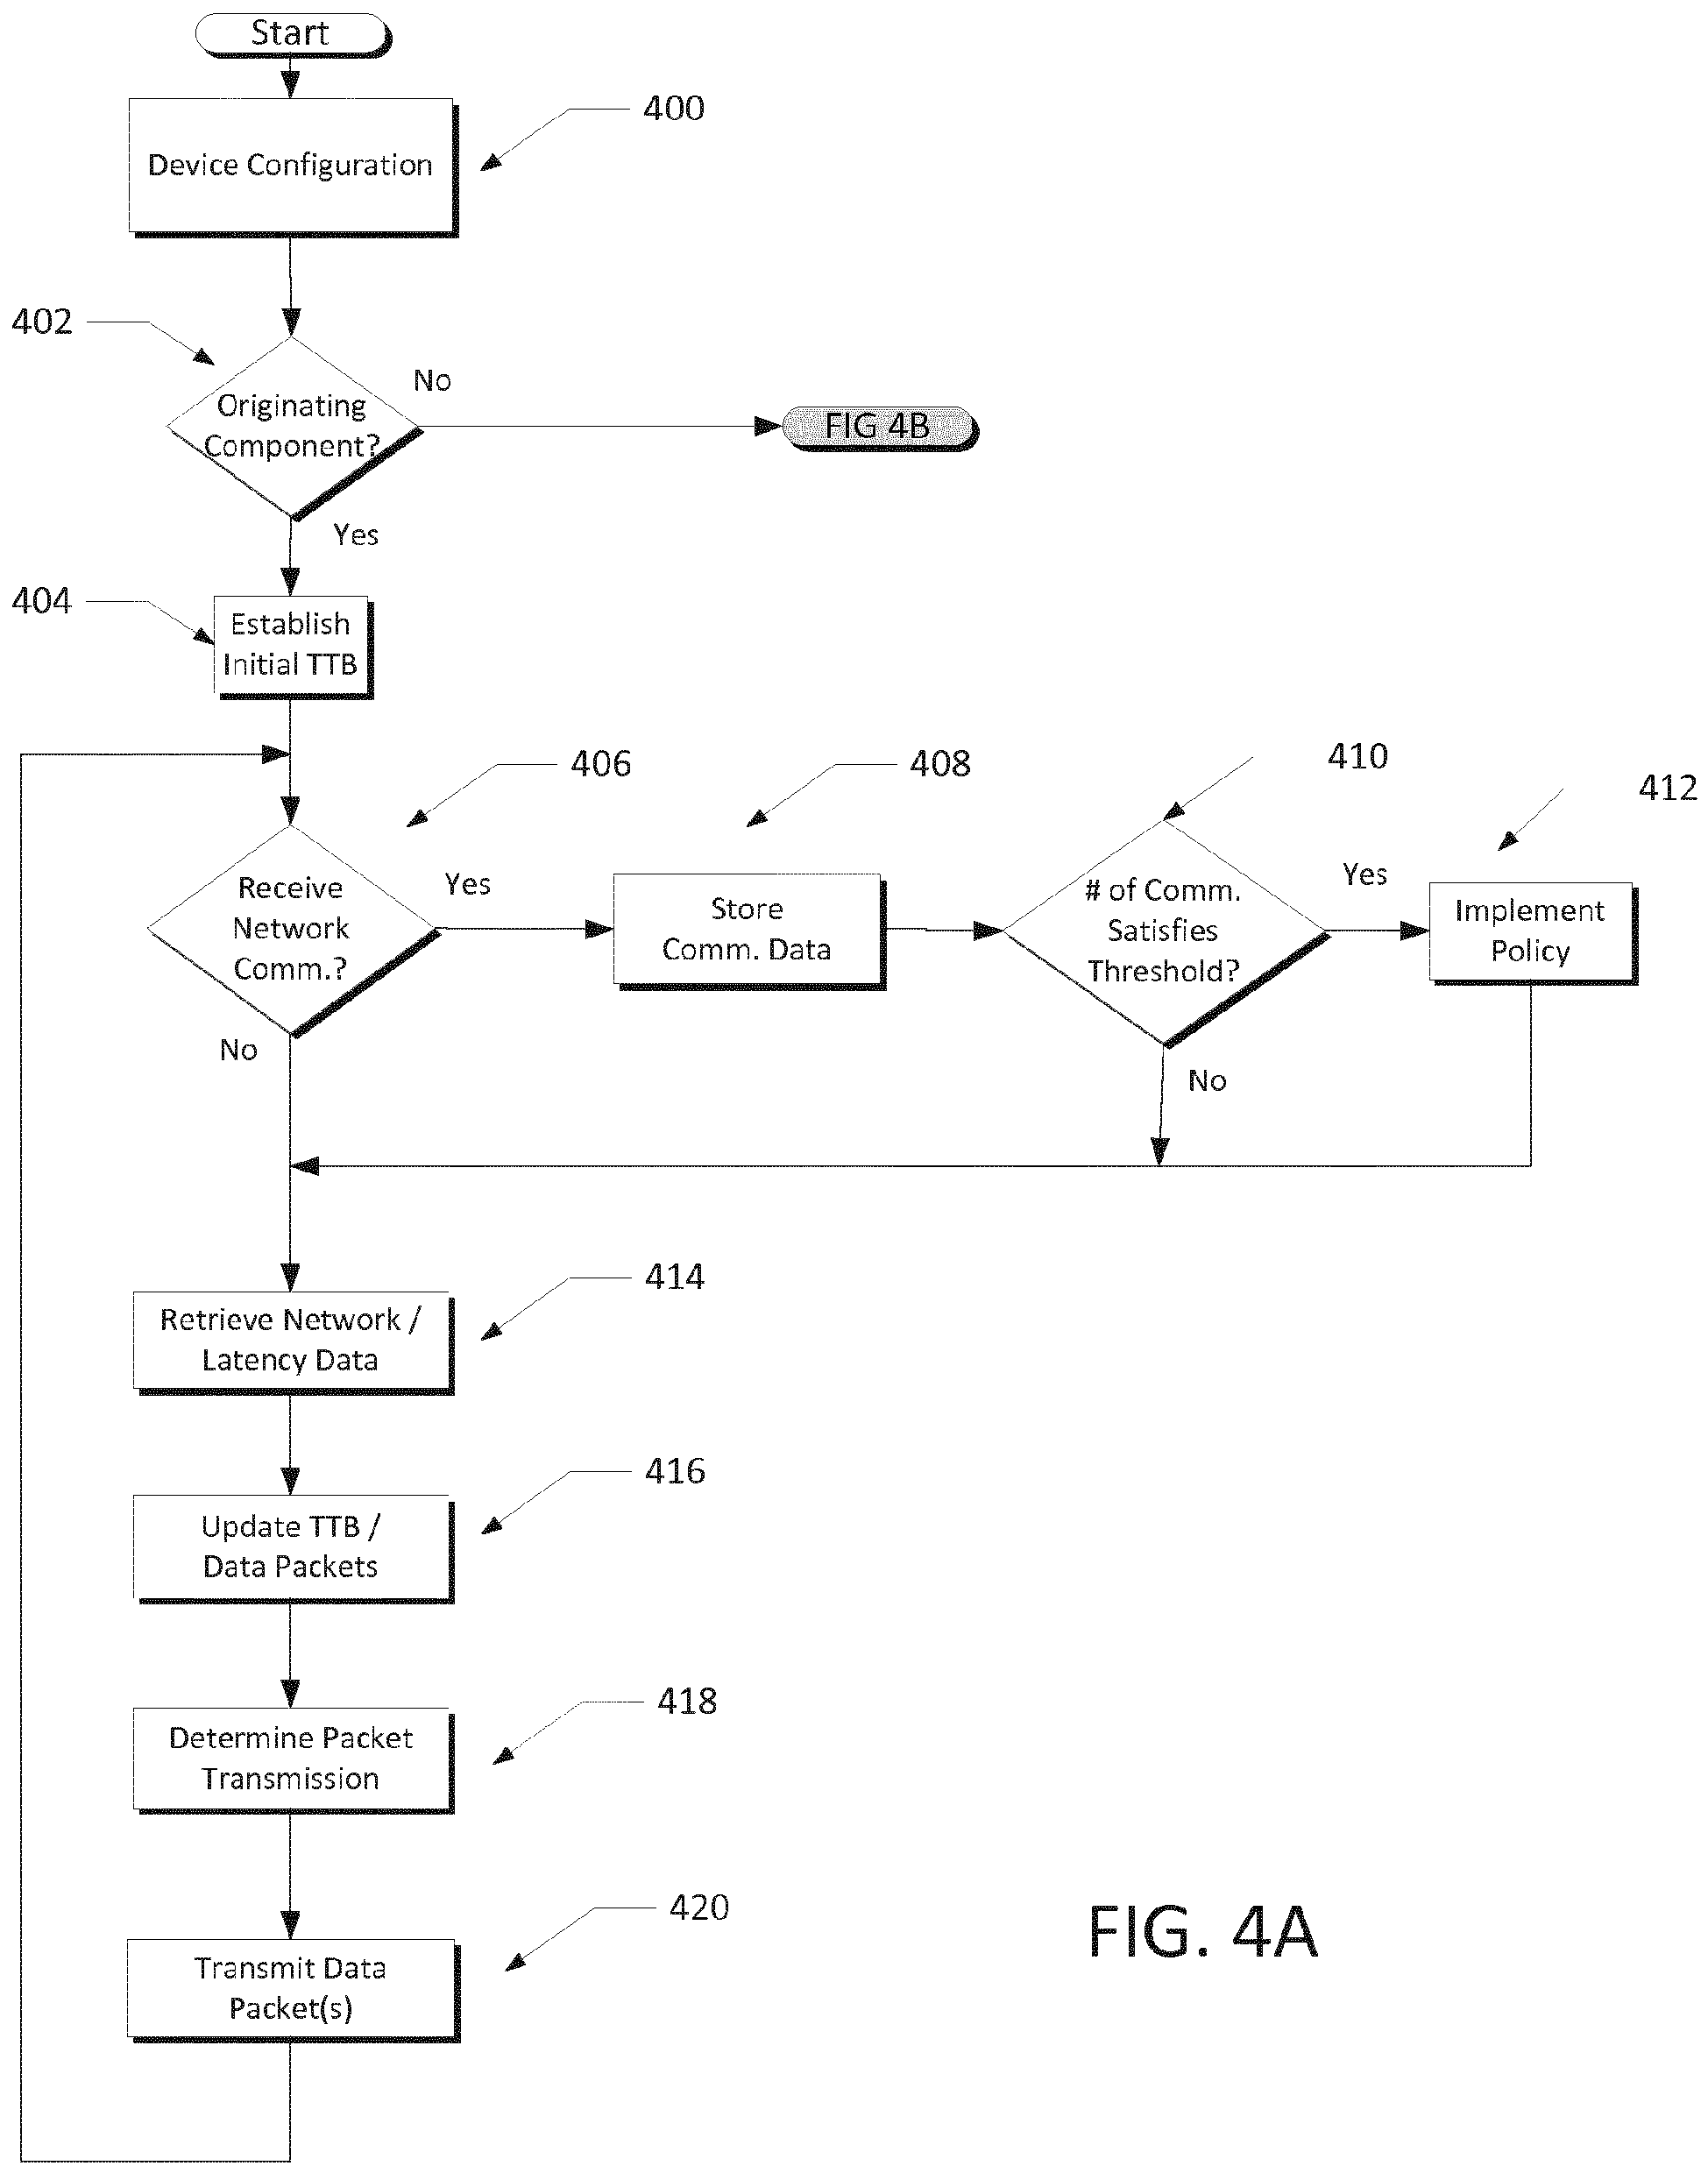 Start
400
Device Configuration
402
No
Originating
Component?
FIG 4B
Yes
404
Establish
Initial TTB
406
408
410
412
Receive
Network
Comm.?
Yes
Store
Comm. Data
# of Comm.
Satisfies
Threshold?
Yes
Implement
Policy
No
No
414
Retrieve Network /
Latency Data
416
Update TTB /
Data Packets
418
Determine Packet
Transmission
420
Transmit Data
Packet(s)
FIG. 4A